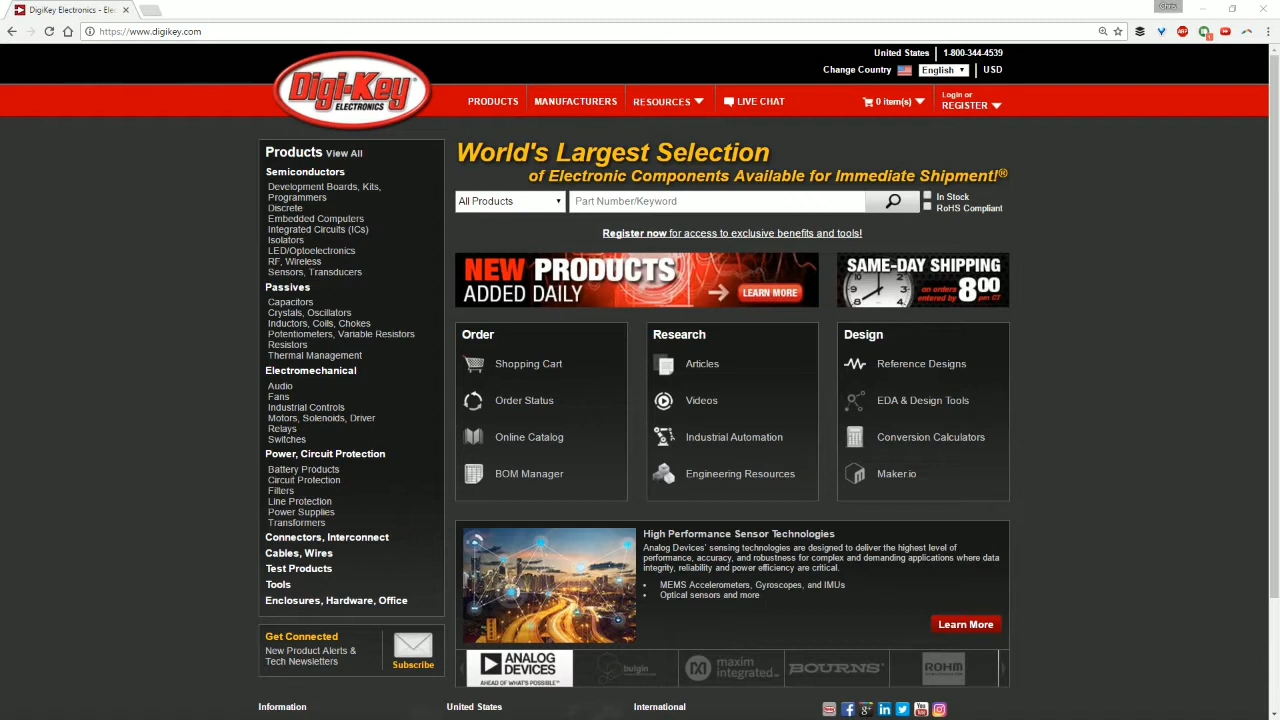 DigiKey Electronics - Ele
Chris
https://www.digikey.com
United States
1-800-344-4539
Change Country
English
USD
Digi-Key
ELECTRONICS
PRODUCTS
MANUFACTURERS
RESOURCES
LIVE CHAT
0 item(s)
Login or
REGISTER
Products View All
Semiconductors
Development Boards, Kits,
Programmers
Discrete
Embedded Computers
Integrated Circuits (ICs)
Isolators
LED/Optoelectronics
RF, Wireless
Sensors, Transducers
Passives
Capacitors
Crystals, Oscillators
Inductors, Coils, Chokes
Potentiometers, Variable Resistors
Resistors
Thermal Management
Electromechanical
Audio
Fans
Industrial Controls
Motors, Solenoids, Driver
Relays
Switches
Power, Circuit Protection
Battery Products
Circuit Protection
Filters
Line Protection
Power Supplies
Transformers
Connectors, Interconnect
Cables, Wires
Test Products
Tools
Enclosures, Hardware, Office
Get Connected
New Product Alerts &
Tech Newsletters
Subscribe
World's Largest Selection
of Electronic Components Available for Immediate Shipment!®
All Products
Part Number/Keyword
In Stock
RoHS Compliant
Register now for access to exclusive benefits and tools!
NEW PRODUCTS
ADDED DAILY
LEARN MORE
SAME-DAY SHIPPING
on orders
entered by 8:00 pm CT
Order
Shopping Cart
Order Status
Online Catalog
BOM Manager
Research
Articles
Videos
Industrial Automation
Engineering Resources
Design
Reference Designs
EDA & Design Tools
Conversion Calculators
Maker.io
High Performance Sensor Technologies
Analog Devices' sensing technologies are designed to deliver the highest level of
performance, accuracy, and robustness for complex and demanding applications where data
integrity, reliability and power efficiency are critical.
• MEMS Accelerometers, Gyroscopes, and IMUs
• Optical sensors and more
Learn More
ANALOG
DEVICES
AHEAD OF WHAT'S POSSIBLE™
bulgin
maxim
integrated™
BOURNS®
ROHM
Information
United States
International